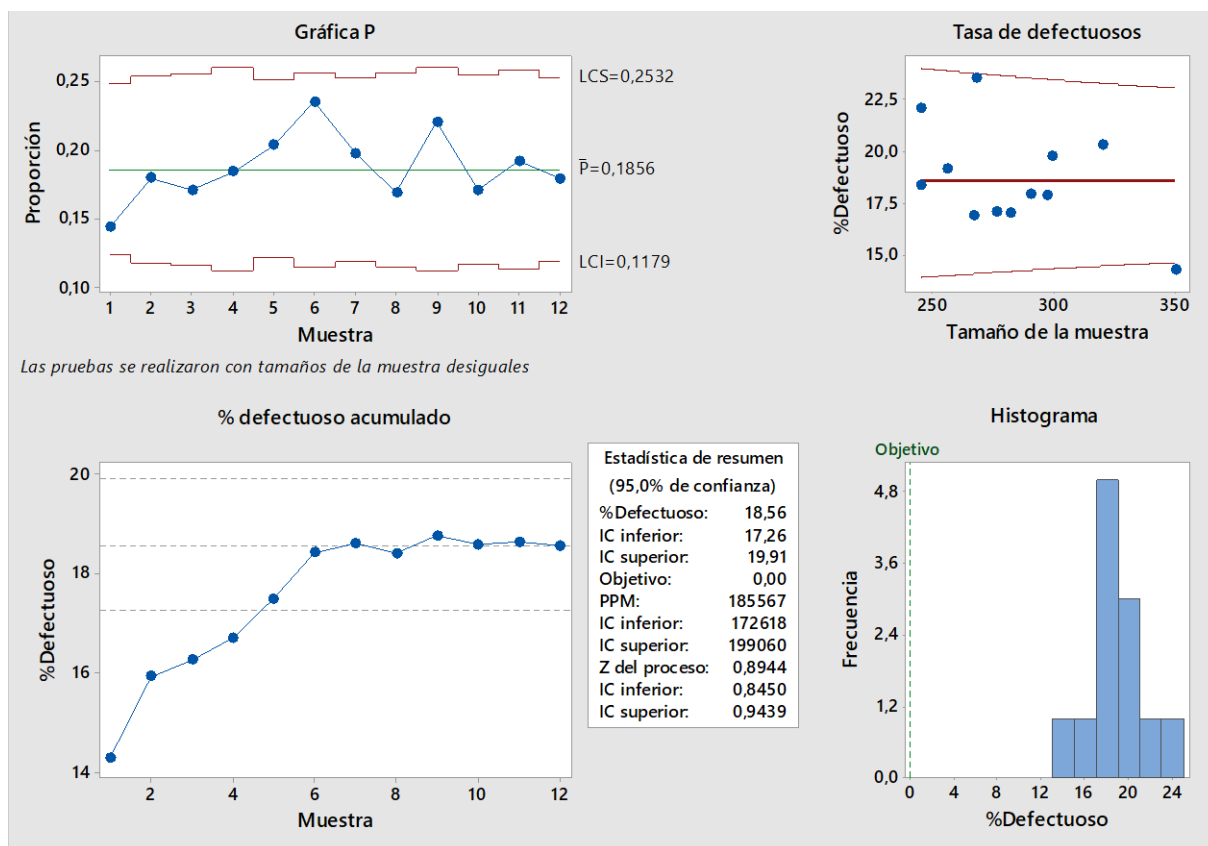 Gráfica P
Proporción
0,25
0,20
0,15
0,10
LCS=0,2532
P̄=0,1856
LCI=0,1179
1 2 3 4 5 6 7 8 9 10 11 12
Muestra
Las pruebas se realizaron con tamaños de la muestra desiguales
Tasa de defectuosos
%Defectuoso
22,5
20,0
17,5
15,0
250 300 350
Tamaño de la muestra
% defectuoso acumulado
%Defectuoso
20
18
16
14
2 4 6 8 10 12
Muestra
Estadística de resumen
(95,0% de confianza)
%Defectuoso: 18,56
IC inferior: 17,26
IC superior: 19,91
Objetivo: 0,00
PPM: 185567
IC inferior: 172618
IC superior: 199060
Z del proceso: 0,8944
IC inferior: 0,8450
IC superior: 0,9439
Histograma
Objetivo
Frecuencia
4,8
3,6
2,4
1,2
0,0
0 4 8 12 16 20 24
%Defectuoso